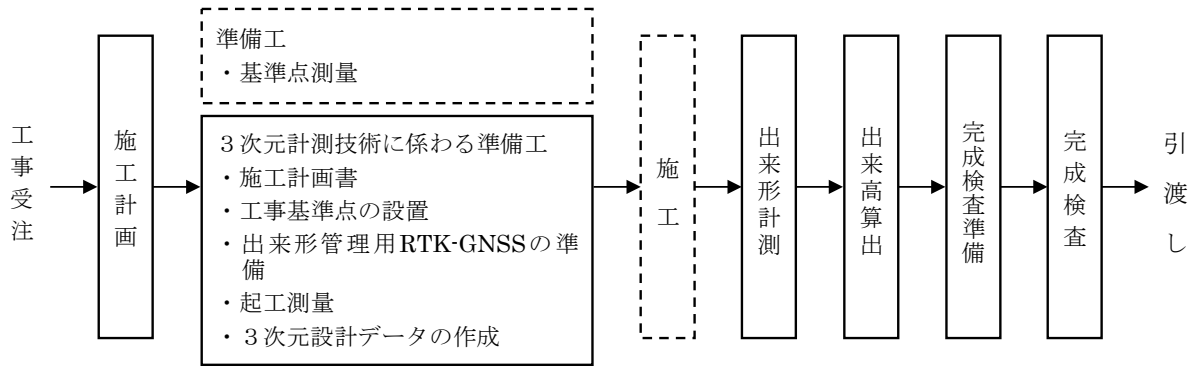 工事受注
施工計画
準備工
・基準点測量
３次元計測技術に係わる準備工
・施工計画書
・工事基準点の設置
・出来形管理用RTK-GNSSの準
備
・起工測量
・３次元設計データの作成
施工
出来形計測
出来高算出
完成検査準備
完成検査
引渡し